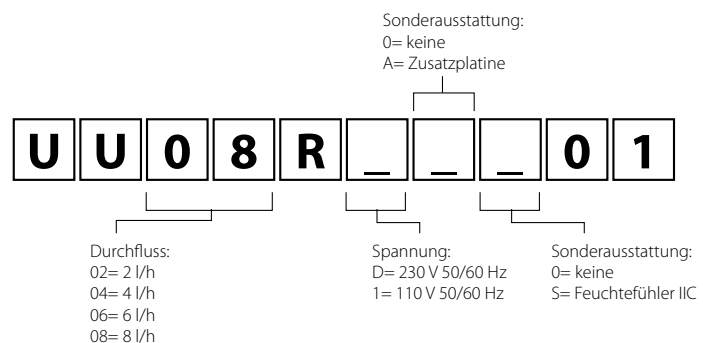 Sonderausstattung:
0= keine
A= Zusatzplatine
U U 0 8 R _ _ _ 0 1
Durchfluss:
02= 2 l/h
04= 4 l/h
06= 6 l/h
08= 8 l/h
Spannung:
D= 230 V 50/60 Hz
1= 110 V 50/60 Hz
Sonderausstattung:
0= keine
S= Feuchtefühler IIC